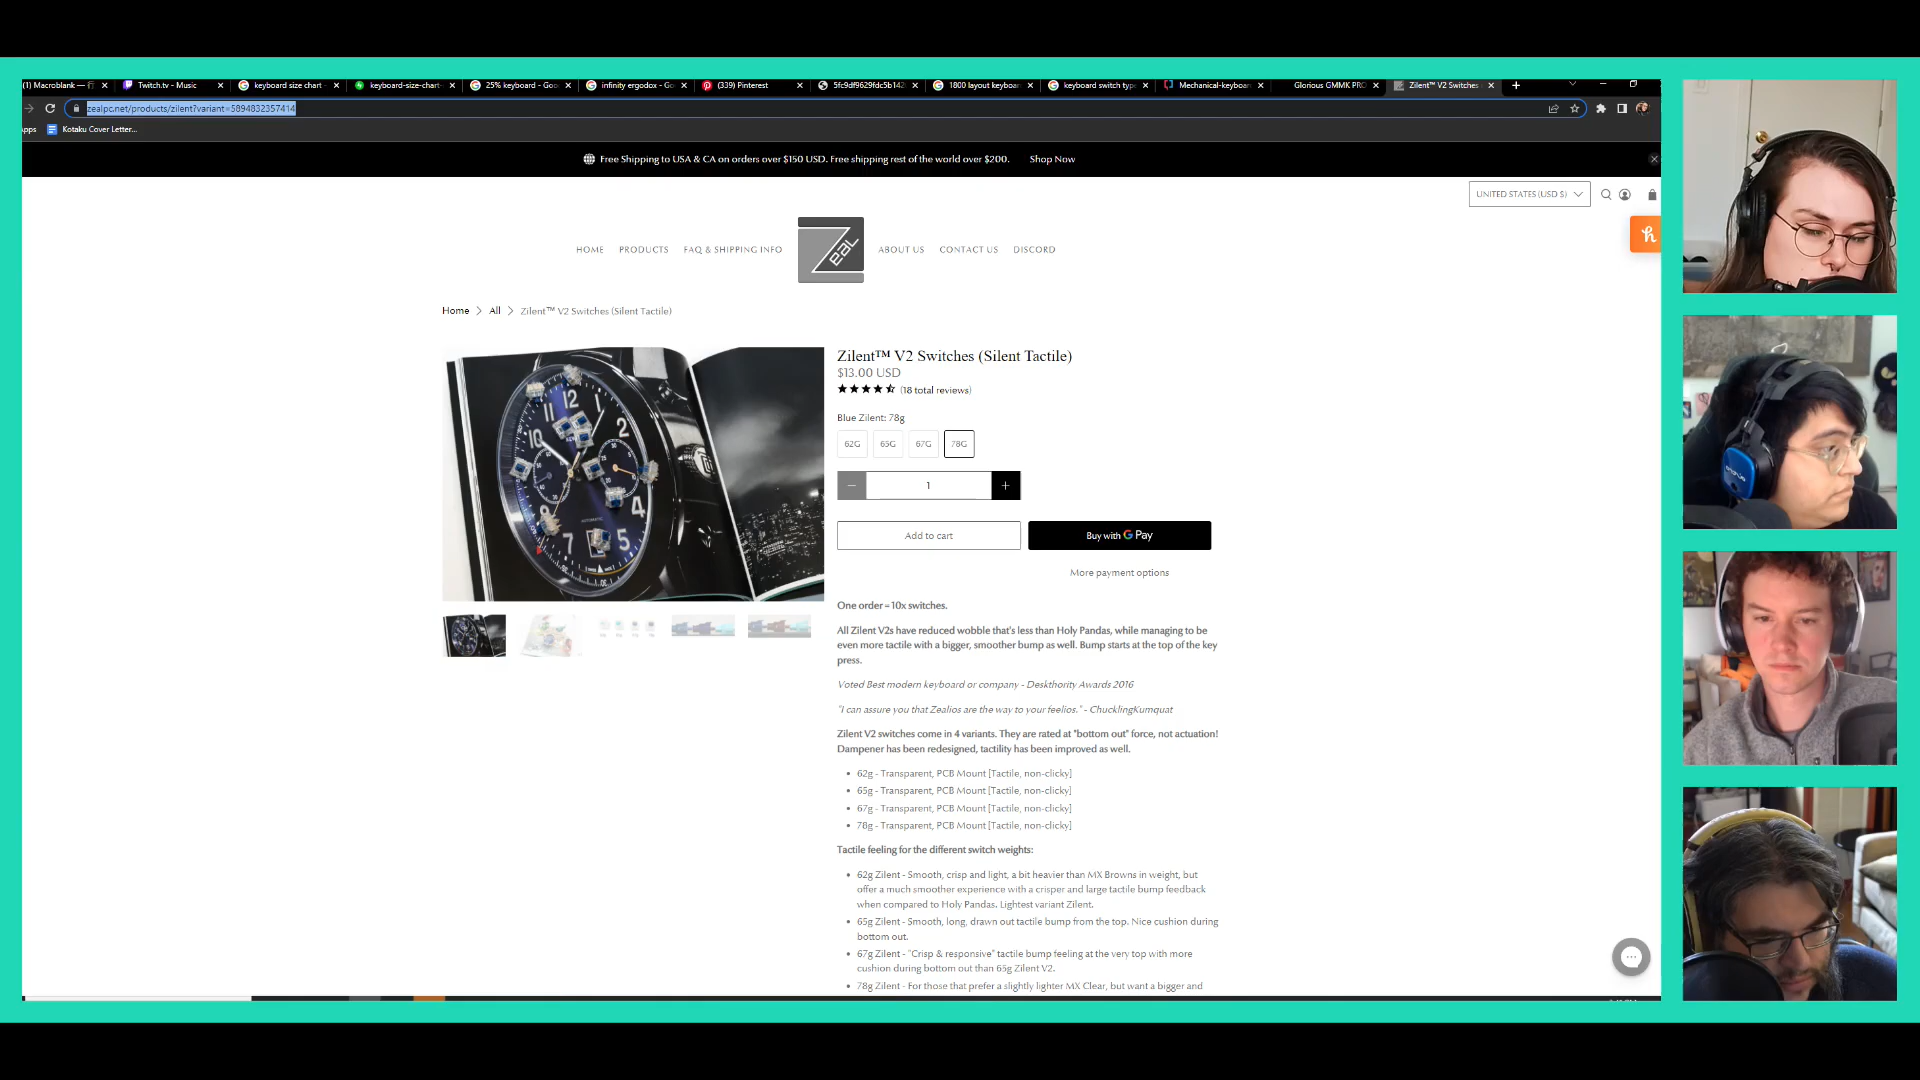 (1) Macroblank —
Twitch.tv - Music
keyboard size chart
keyboard-size-chart-
25% keyboard - Goo
infinity ergodox - Go
(339) Pinterest
5fc9df9629fdc5b142
1800 layout keyboar
keyboard switch type
Mechanical-keyboar
Glorious GMMK PRO
Zilent™ V2 Switches
zealpc.net/products/zilent?variant=5894832357414
pps
Kotaku Cover Letter...
Free Shipping to USA & CA on orders over $150 USD. Free shipping rest of the world over $200.
Shop Now
UNITED STATES (USD $)
HOME
PRODUCTS
FAQ & SHIPPING INFO
Zeal
ABOUT US
CONTACT US
DISCORD
Home > All > Zilent™ V2 Switches (Silent Tactile)
Zilent™ V2 Switches (Silent Tactile)
$13.00 USD
(18 total reviews)
Blue Zilent: 78g
62G
65G
67G
78G
1
Add to cart
Buy with G Pay
More payment options
One order = 10x switches.
All Zilent V2s have reduced wobble that's less than Holy Pandas, while managing to be
even more tactile with a bigger, smoother bump as well. Bump starts at the top of the key
press.
Voted Best modern keyboard or company - Deskthority Awards 2016
"I can assure you that Zealios are the way to your feelios." - ChucklingKumquat
Zilent V2 switches come in 4 variants. They are rated at "bottom out" force, not actuation!
Dampener has been redesigned, tactility has been improved as well.
62g - Transparent, PCB Mount [Tactile, non-clicky]
65g - Transparent, PCB Mount [Tactile, non-clicky]
67g - Transparent, PCB Mount [Tactile, non-clicky]
78g - Transparent, PCB Mount [Tactile, non-clicky]
Tactile feeling for the different switch weights:
62g Zilent - Smooth, crisp and light, a bit heavier than MX Browns in weight, but
offer a much smoother experience with a crisper and large tactile bump feedback
when compared to Holy Pandas. Lightest variant Zilent.
65g Zilent - Smooth, long, drawn out tactile bump from the top. Nice cushion during
bottom out.
67g Zilent - "Crisp & responsive" tactile bump feeling at the very top with more
cushion during bottom out than 65g Zilent V2.
78g Zilent - For those that prefer a slightly lighter MX Clear, but want a bigger and